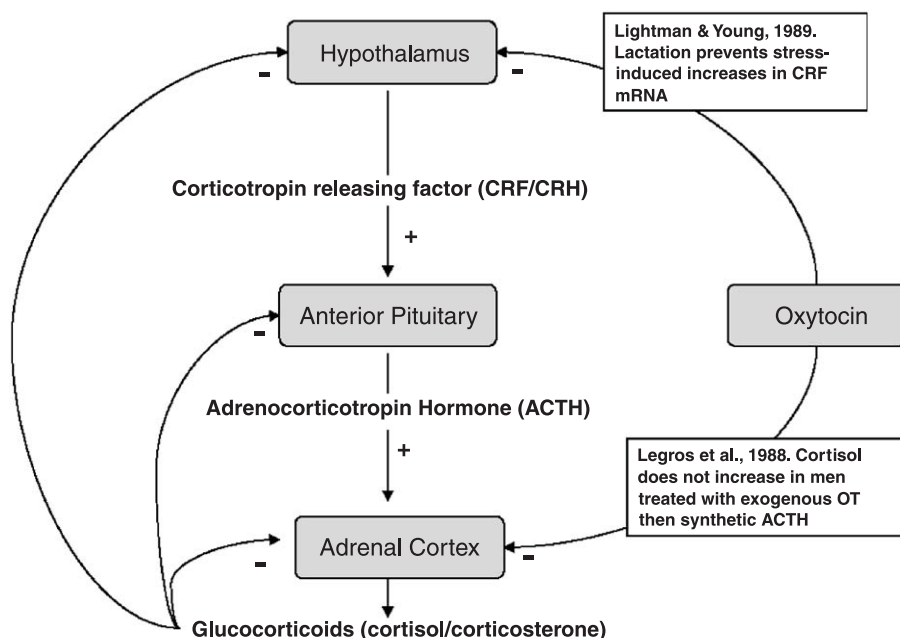 Hypothalamus
-
-
Lightman & Young, 1989.
Lactation prevents stress-
induced increases in CRF
mRNA
Corticotropin releasing factor (CRF/CRH)
+
Anterior Pituitary
-
Oxytocin
Adrenocorticotropin Hormone (ACTH)
+
Legros et al., 1988. Cortisol
does not increase in men
treated with exogenous OT
then synthetic ACTH
Adrenal Cortex
-
-
Glucocorticoids (cortisol/corticosterone)